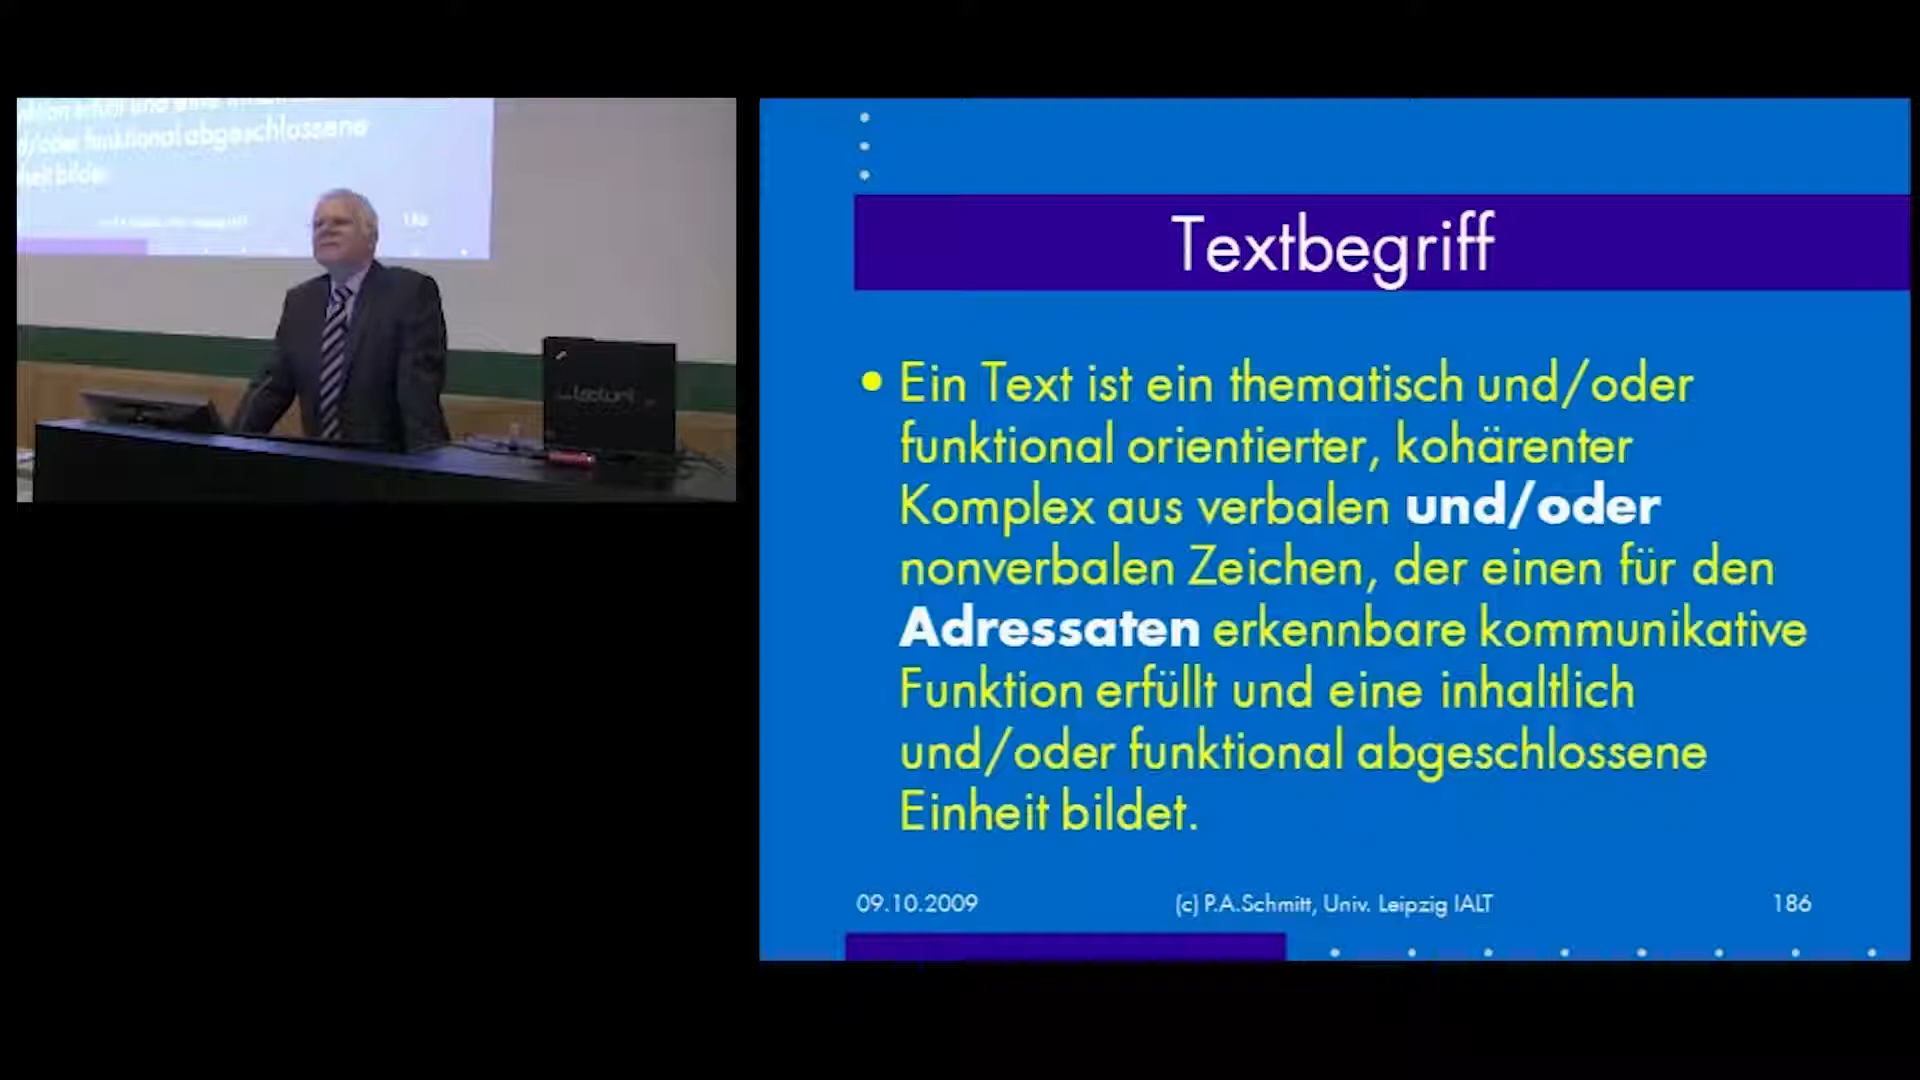 abgeschlossene
186
Textbegriff
Ein Text ist ein thematisch und/oder
funktional orientierter, kohärenter
Komplex aus verbalen und/oder
nonverbalen Zeichen, der einen für den
Adressaten erkennbare kommunikative
Funktion erfüllt und eine inhaltlich
und/oder funktional abgeschlossene
Einheit bildet.
09.10.2009 (c) P.A.Schmitt, Univ. Leipzig IALT 186